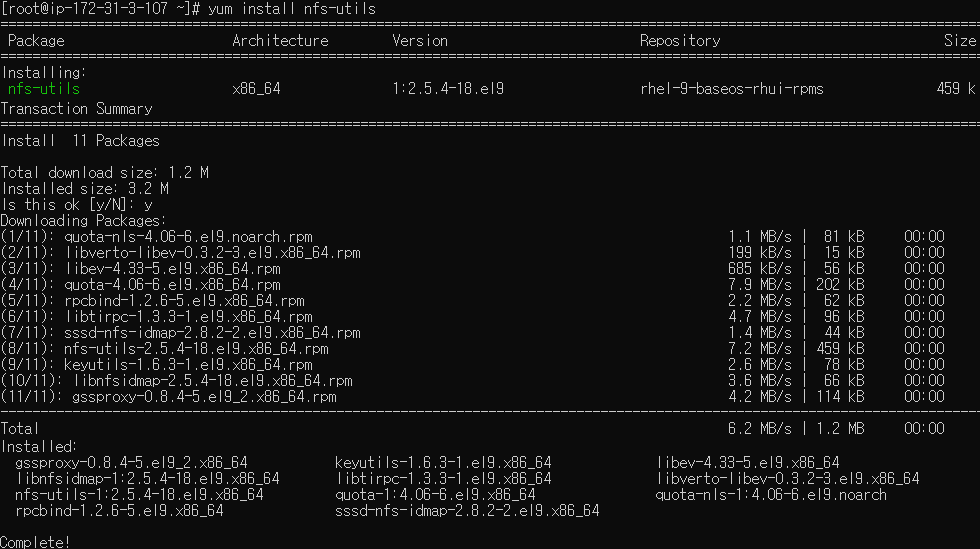 [root@ip-172-31-3-107 ~]# yum install nfs-utils
================================================================================
Package Architecture Version Repository Size
================================================================================
Installing:
nfs-utils x86_64 1:2.5.4-18.el9 rhel-9-baseos-rhui-rpms 459 k
Transaction Summary
================================================================================
Install  11 Packages
Total download size: 1.2 M
Installed size: 3.2 M
Is this ok [y/N]: y
Downloading Packages:
(1/11): quota-nls-4.06-6.el9.noarch.rpm 1.1 MB/s | 81 kB 00:00
(2/11): libverto-libev-0.3.2-3.el9.x86_64.rpm 199 kB/s | 15 kB 00:00
(3/11): libev-4.33-5.el9.x86_64.rpm 685 kB/s | 56 kB 00:00
(4/11): quota-4.06-6.el9.x86_64.rpm 7.9 MB/s | 202 kB 00:00
(5/11): rpcbind-1.2.6-5.el9.x86_64.rpm 2.2 MB/s | 62 kB 00:00
(6/11): libtirpc-1.3.3-1.el9.x86_64.rpm 4.7 MB/s | 96 kB 00:00
(7/11): sssd-nfs-idmap-2.8.2-2.el9.x86_64.rpm 1.4 MB/s | 44 kB 00:00
(8/11): nfs-utils-2.5.4-18.el9.x86_64.rpm 7.2 MB/s | 459 kB 00:00
(9/11): keyutils-1.6.3-1.el9.x86_64.rpm 2.6 MB/s | 78 kB 00:00
(10/11): libnfsidmap-2.5.4-18.el9.x86_64.rpm 3.6 MB/s | 66 kB 00:00
(11/11): gssproxy-0.8.4-5.el9_2.x86_64.rpm 4.2 MB/s | 114 kB 00:00
--------------------------------------------------------------------------------
Total 6.2 MB/s | 1.2 MB 00:00
Installed:
gssproxy-0.8.4-5.el9_2.x86_64 keyutils-1.6.3-1.el9.x86_64 libev-4.33-5.el9.x86_64
libnfsidmap-1:2.5.4-18.el9.x86_64 libtirpc-1.3.3-1.el9.x86_64 libverto-libev-0.3.2-3.el9.x86_64
nfs-utils-1:2.5.4-18.el9.x86_64 quota-1:4.06-6.el9.x86_64 quota-nls-1:4.06-6.el9.noarch
rpcbind-1.2.6-5.el9.x86_64 sssd-nfs-idmap-2.8.2-2.el9.x86_64
Complete!